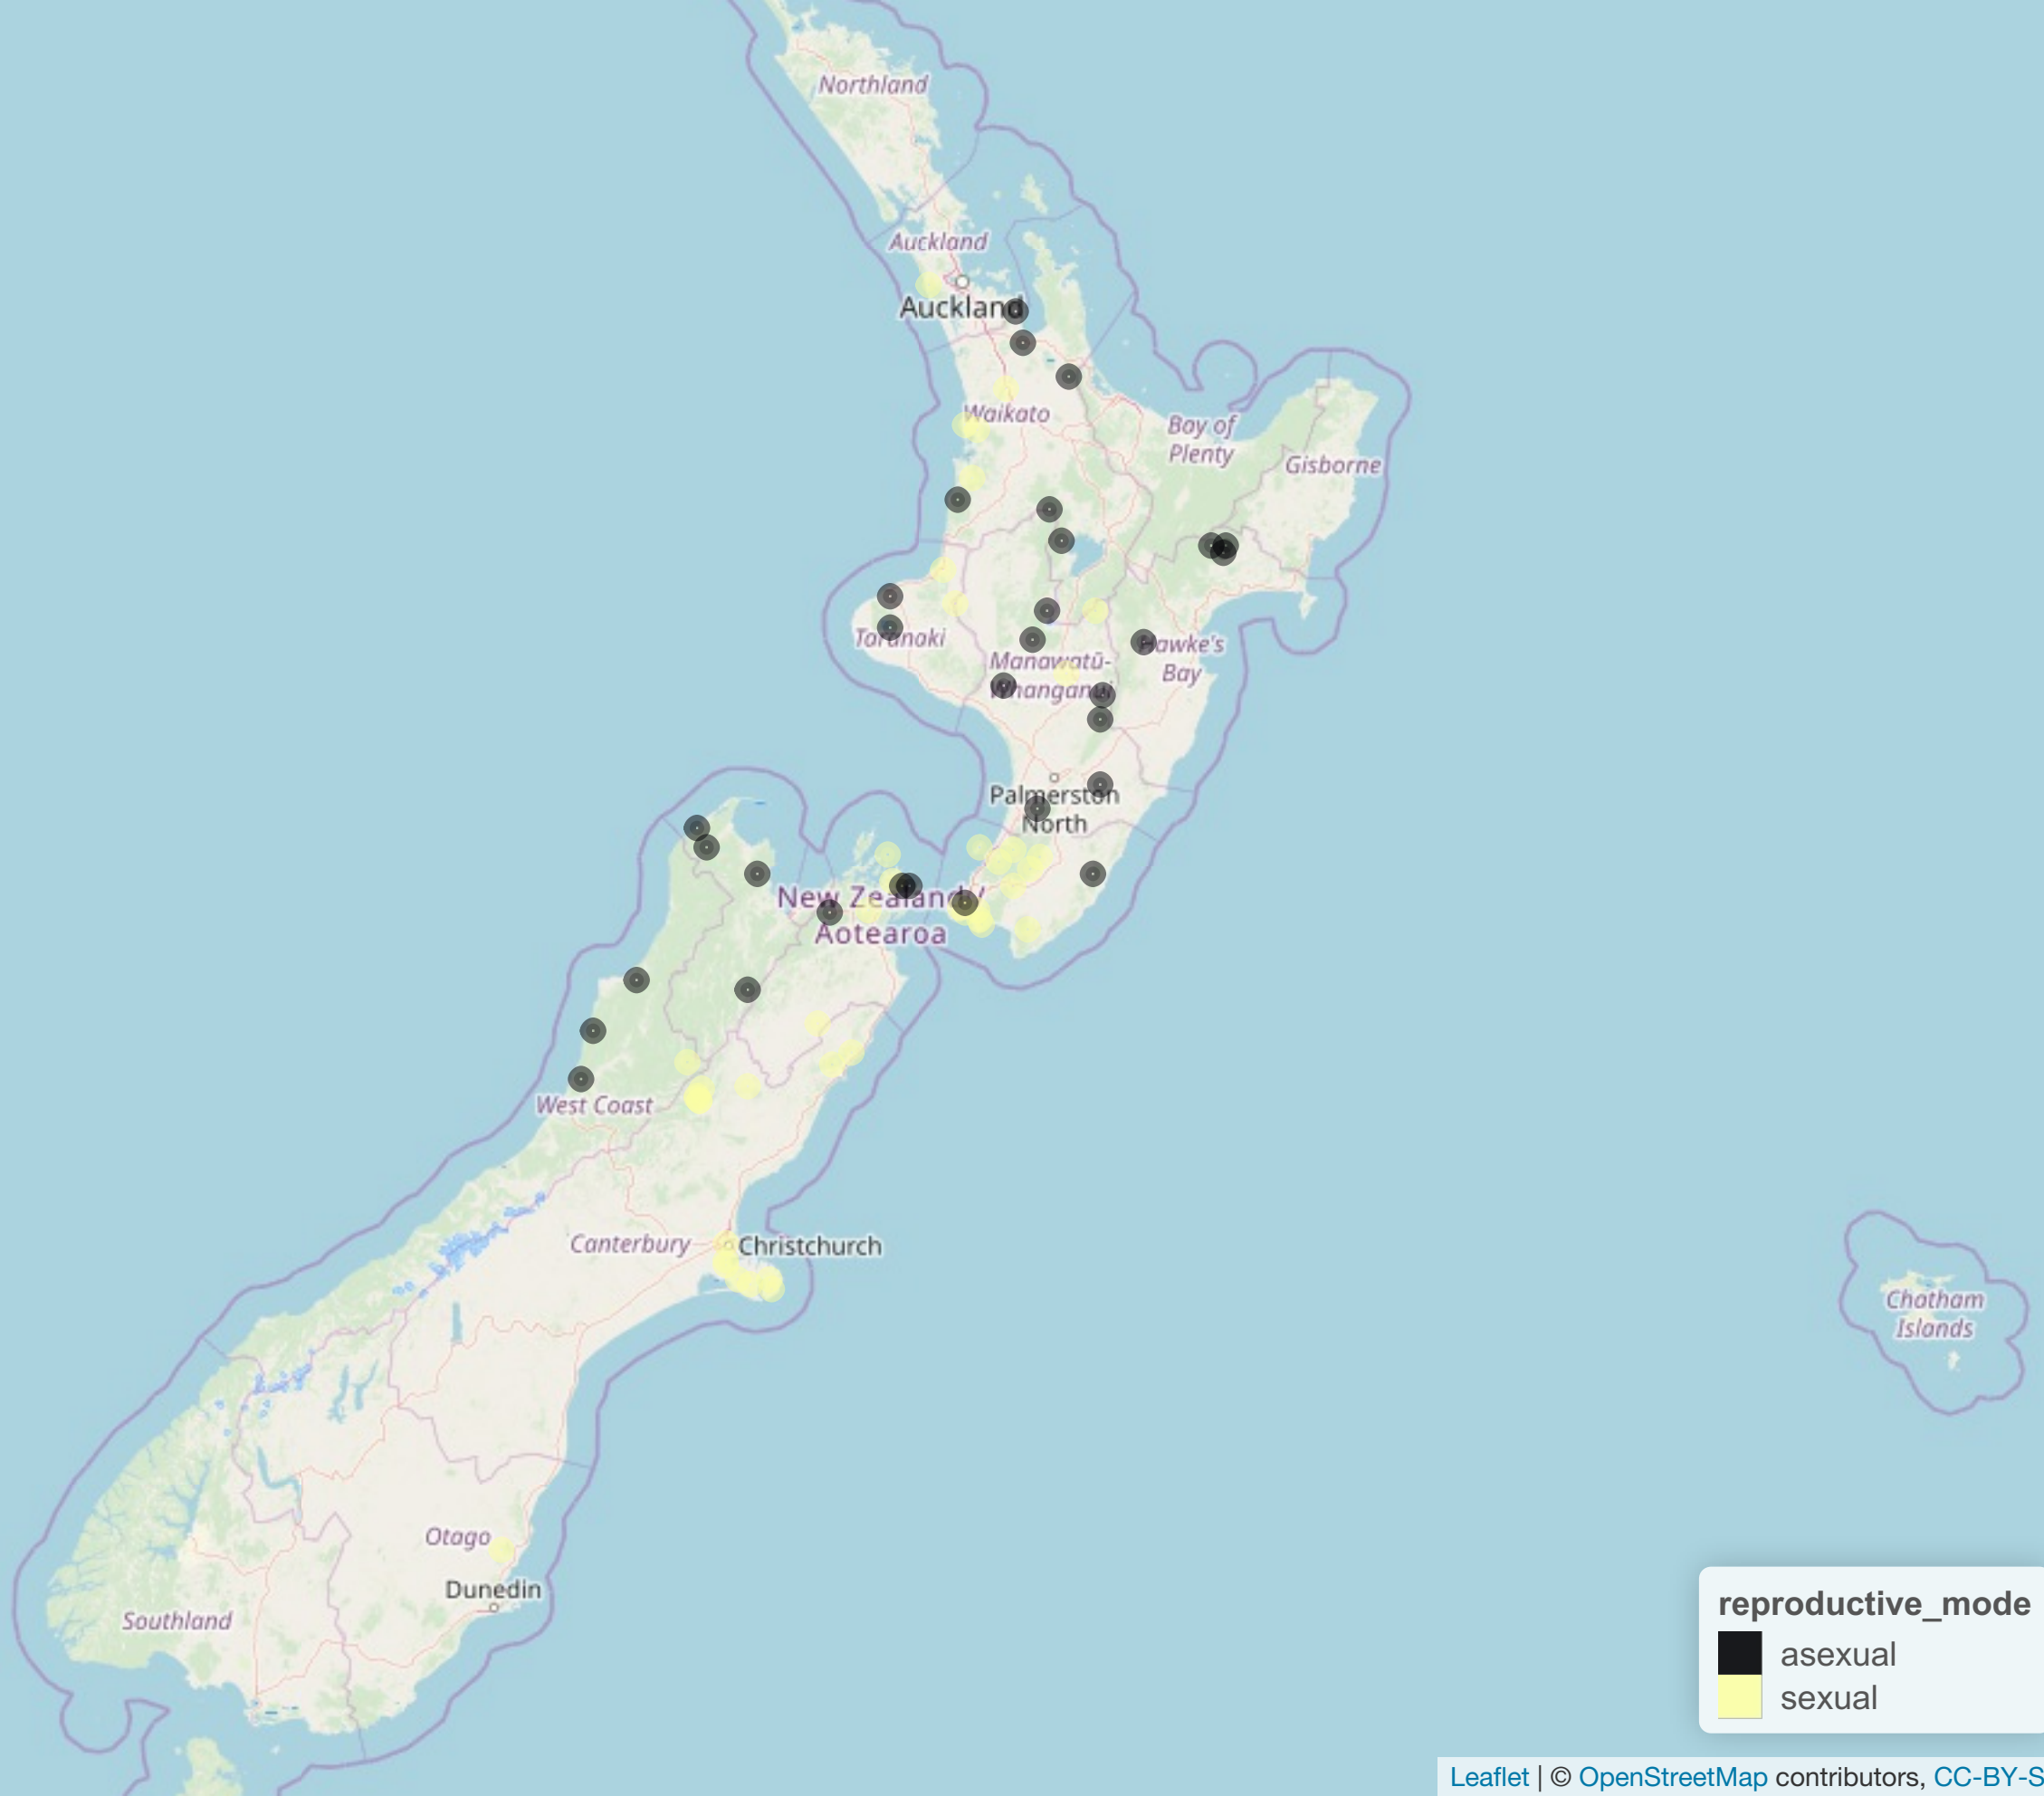 Northland
Auckland
Auckland
Waikato
Bay of
Plenty
Gisborne
Taranaki
Hawke's
Bay
Manawatū-
Whanganui
Palmerston
North
New Zealand /
Aotearoa
West Coast
Canterbury
Christchurch
Chatham
Islands
Otago
Dunedin
Southland
reproductive_mode
asexual
sexual
Leaflet | © OpenStreetMap contributors, CC-BY-S